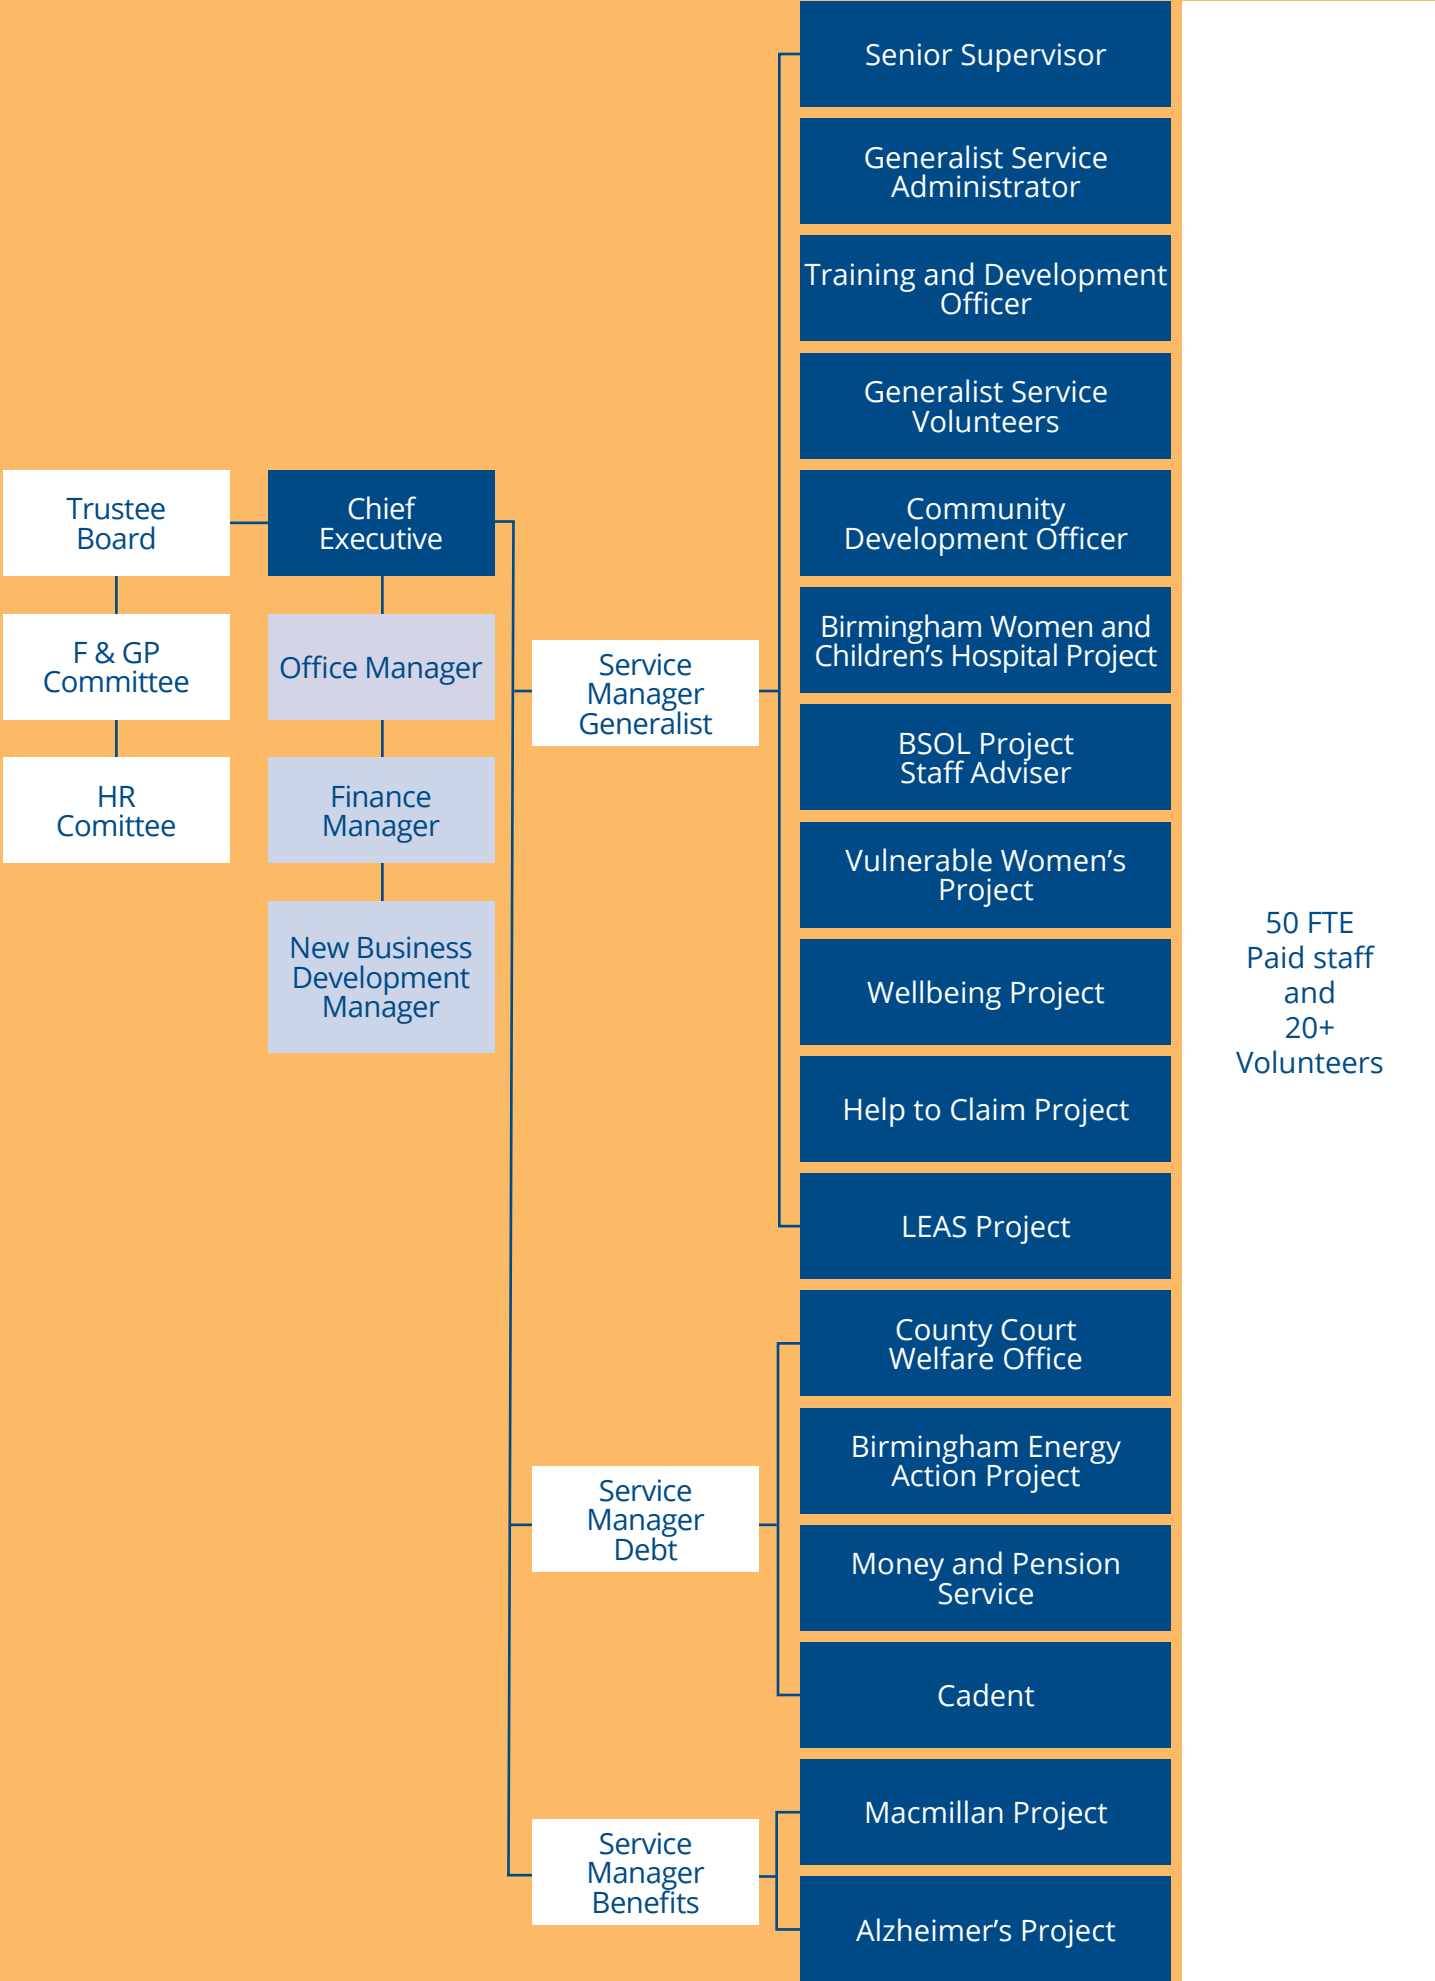 Trustee
Board
F & GP
Committee
HR
Comittee
Chief
Executive
Office Manager
Finance
Manager
New Business
Development
Manager
Service
Manager
Generalist
Service
Manager
Debt
Service
Manager
Benefits
Senior Supervisor
Generalist Service
Administrator
Training and Development
Officer
Generalist Service
Volunteers
Community
Development Officer
Birmingham Women and
Children’s Hospital Project
BSOL Project
Staff Adviser
Vulnerable Women’s
Project
Wellbeing Project
Help to Claim Project
LEAS Project
County Court
Welfare Office
Birmingham Energy
Action Project
Money and Pension
Service
Cadent
Macmillan Project
Alzheimer’s Project
50 FTE
Paid staff
and
20+
Volunteers